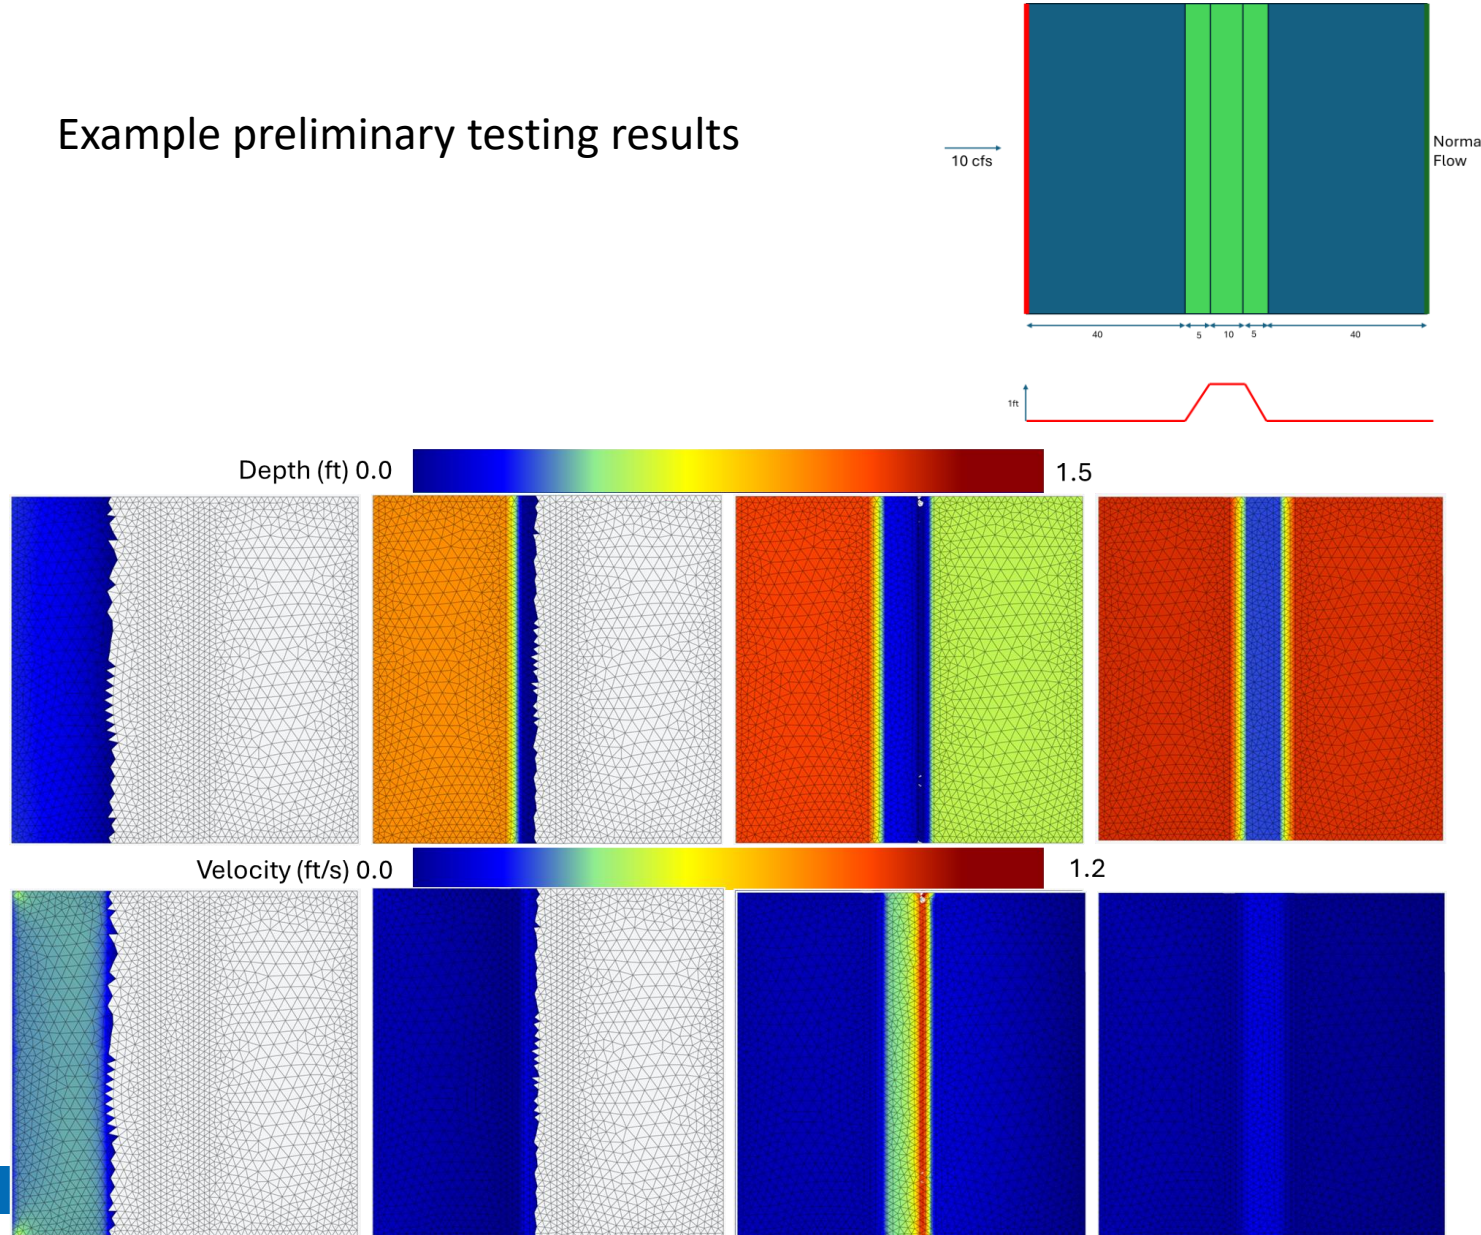 Example preliminary testing results
10 cfs
Norma
Flow
40 5 10 5 40
1ft
Depth (ft) 0.0 1.5
Velocity (ft/s) 0.0 1.2